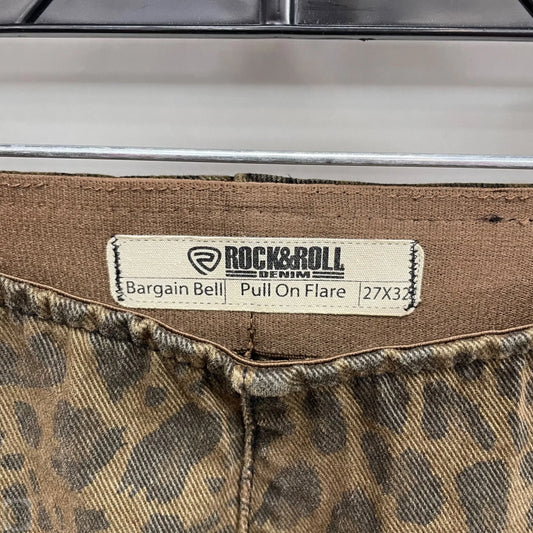 ROCK&ROLL
DENIM
Bargain Bell Pull On Flare 27X32